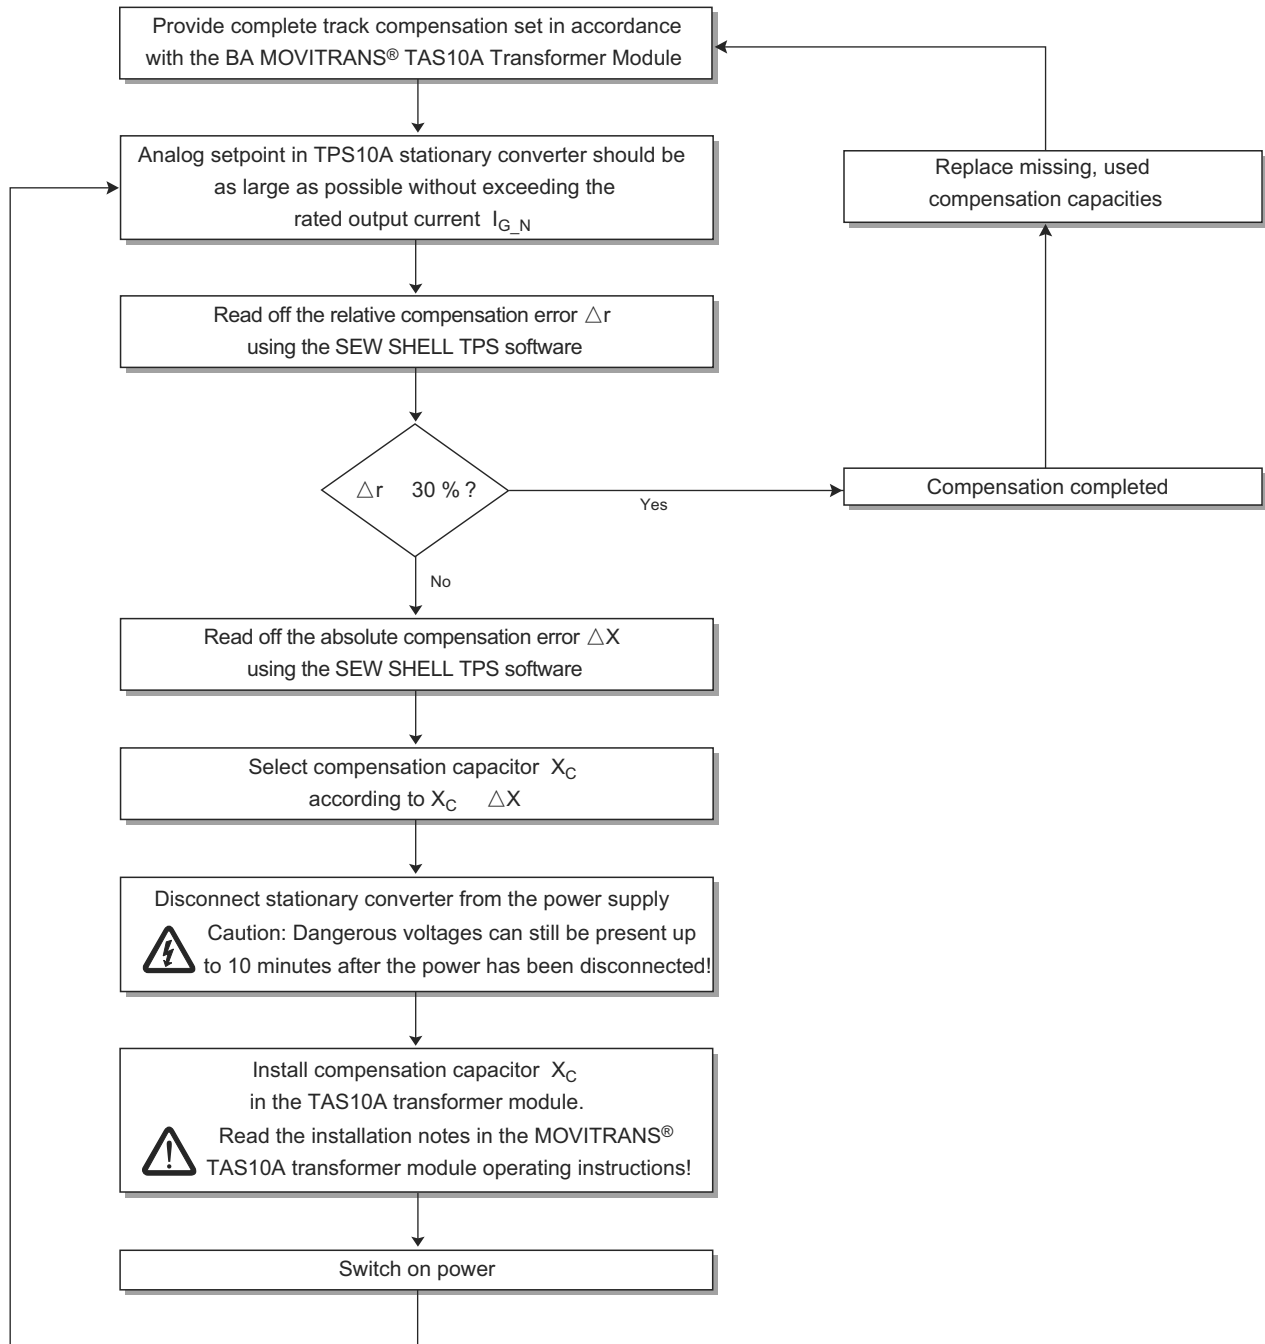 Provide complete track compensation set in accordance
with the BA MOVITRANS® TAS10A Transformer Module
Analog setpoint in TPS10A stationary converter should be
as large as possible without exceeding the
rated output current I_G_N
Replace missing, used
compensation capacities
Read off the relative compensation error △r
using the SEW SHELL TPS software
△r 30 % ?
Yes
Compensation completed
No
Read off the absolute compensation error △X
using the SEW SHELL TPS software
Select compensation capacitor X_C
according to X_C △X
Disconnect stationary converter from the power supply
Caution: Dangerous voltages can still be present up
to 10 minutes after the power has been disconnected!
Install compensation capacitor X_C
in the TAS10A transformer module.
Read the installation notes in the MOVITRANS®
TAS10A transformer module operating instructions!
Switch on power